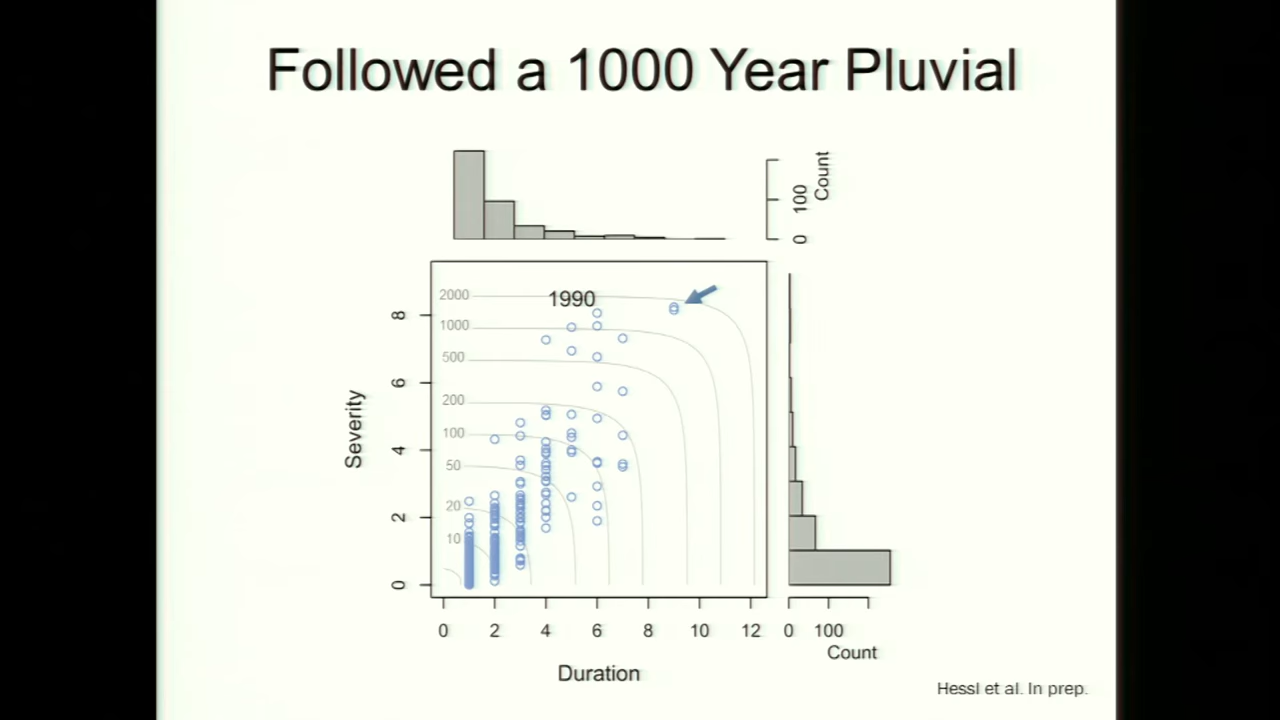 Followed a 1000 Year Pluvial
Count
0 100
1990
2000
1000
500
200
100
50
20
10
Severity
0 2 4 6 8
0 2 4 6 8 10 12
Duration
0 100
Count
Hessl et al. In prep.